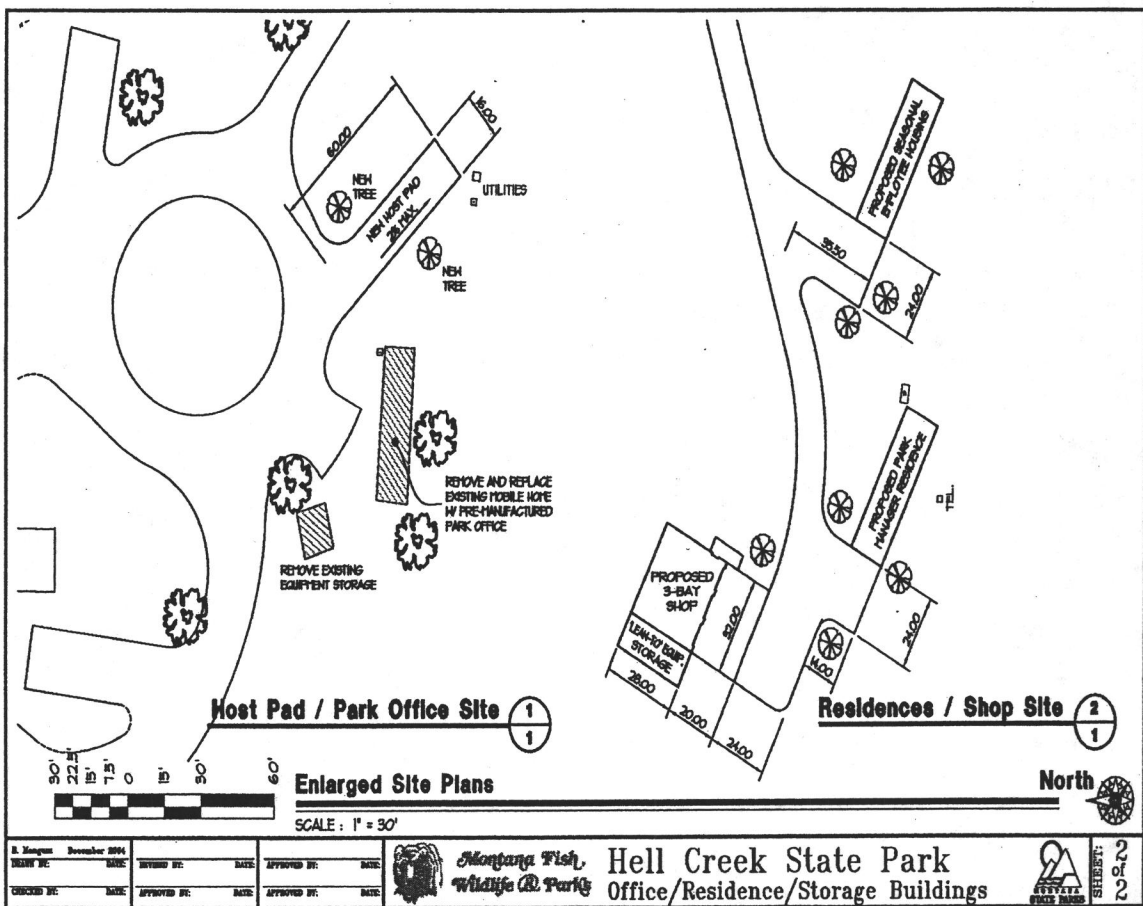 60.00
16.00
NEW
TREE
NEW HOST PAD
2% MAX.
UTILITIES
NEW
TREE
REMOVE AND REPLACE
EXISTING MOBILE HOME
W/ PRE-MANUFACTURED
PARK OFFICE
REMOVE EXISTING
EQUIPMENT STORAGE
PROPOSED SEASONAL
EMPLOYEE HOUSING
24.00
PROPOSED PARK
MANAGER RESIDENCE
24.00
14.00
PROPOSED
3-BAY
SHOP
52.00
'LEAN-TO' EQUIP.
STORAGE
28.00
20.00
24.00
Host Pad / Park Office Site 1
1
Residences / Shop Site 2
1
30' 22.5' 15' 7.5' 0 15' 30' 60'
Enlarged Site Plans
North
SCALE : 1" = 30'
December 2004
DRAWN BY: DATE:
REVISED BY: DATE:
APPROVED BY: DATE:
CHECKED BY: DATE:
APPROVED BY: DATE:
APPROVED BY: DATE:
Montana Fish,
Wildlife & Parks
Hell Creek State Park
Office/Residence/Storage Buildings
MONTANA
STATE PARKS
SHEET:
2
of
2